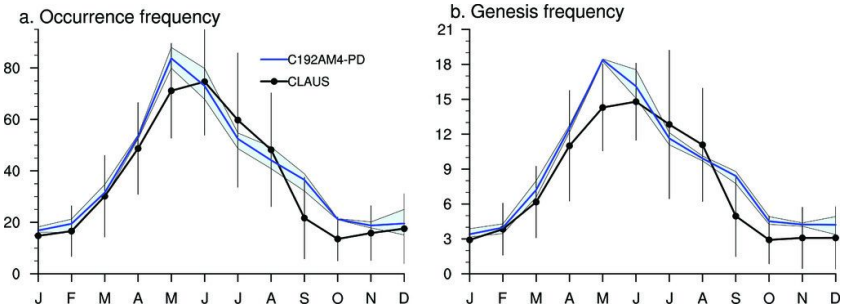 a. Occurrence frequency
80
60
40
20
0
C192AM4-PD
CLAUS
J F M A M J J A S O N D
b. Genesis frequency
21
18
15
12
9
6
3
0
J F M A M J J A S O N D